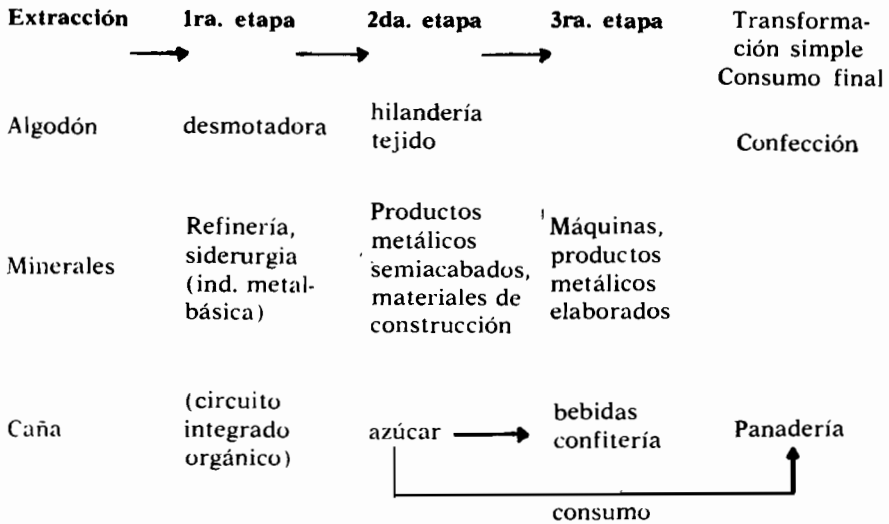 Extracción 1ra. etapa 2da. etapa 3ra. etapa Transforma-
ción simple
Consumo final
Algodón desmotadora hilandería
tejido
Confección
Minerales
Refinería,
siderurgia
(ind. metal-
básica)
Productos
metálicos
semiacabados,
materiales de
construcción
Máquinas,
productos
metálicos
elaborados
Caña
(circuito
integrado
orgánico)
azúcar
bebidas
confitería
Panadería
consumo